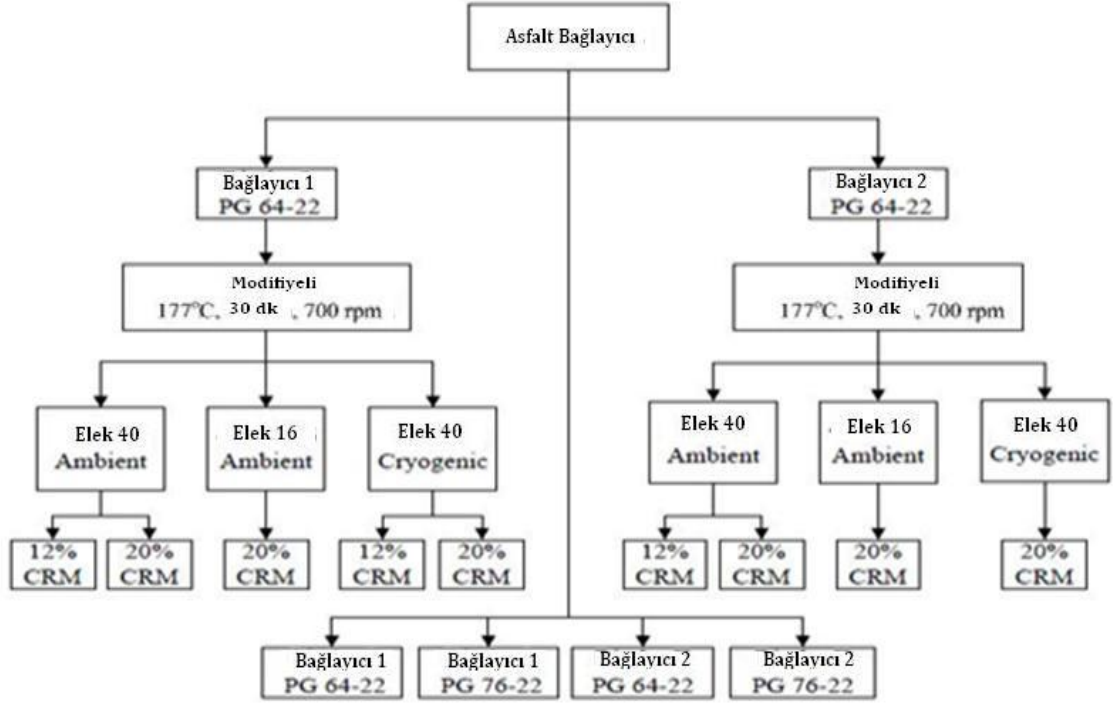 Asfalt Bağlayıcı
Bağlayıcı 1
PG 64-22
Bağlayıcı 2
PG 64-22
Modifiyeli
177°C, 30 dk , 700 rpm
Modifiyeli
177°C, 30 dk , 700 rpm
Elek 40
Ambient
Elek 16
Ambient
Elek 40
Cryogenic
Elek 40
Ambient
Elek 16
Ambient
Elek 40
Cryogenic
12%
CRM
20%
CRM
20%
CRM
12%
CRM
20%
CRM
12%
CRM
20%
CRM
20%
CRM
20%
CRM
Bağlayıcı 1
PG 64-22
Bağlayıcı 1
PG 76-22
Bağlayıcı 2
PG 64-22
Bağlayıcı 2
PG 76-22